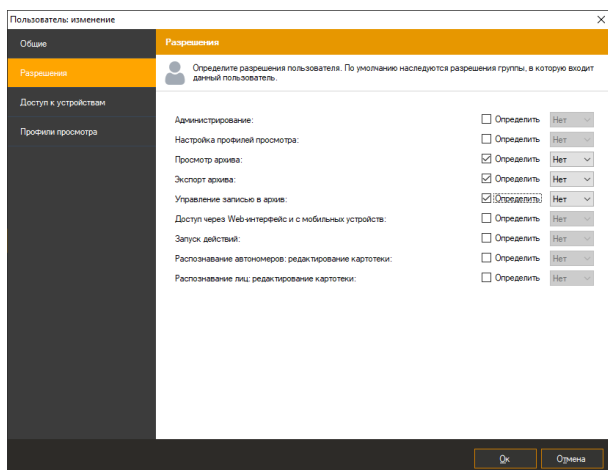 Пользователь: изменение
Общие
Разрешения
Доступ к устройствам
Профили просмотра
Разрешения
Определите разрешения пользователя. По умолчанию наследуются разрешения группы, в которую входит
данный пользователь.
Администрирование: Определить Нет
Настройка профилей просмотра: Определить Нет
Просмотр архива: Определить Нет
Экспорт архива: Определить Нет
Управление записью в архив: Определить Нет
Доступ через Web-интерфейс и с мобильных устройств: Определить Нет
Запуск действий: Определить Нет
Распознавание автономеров: редактирование картотеки: Определить Нет
Распознавание лиц: редактирование картотеки: Определить Нет
Ок Отмена